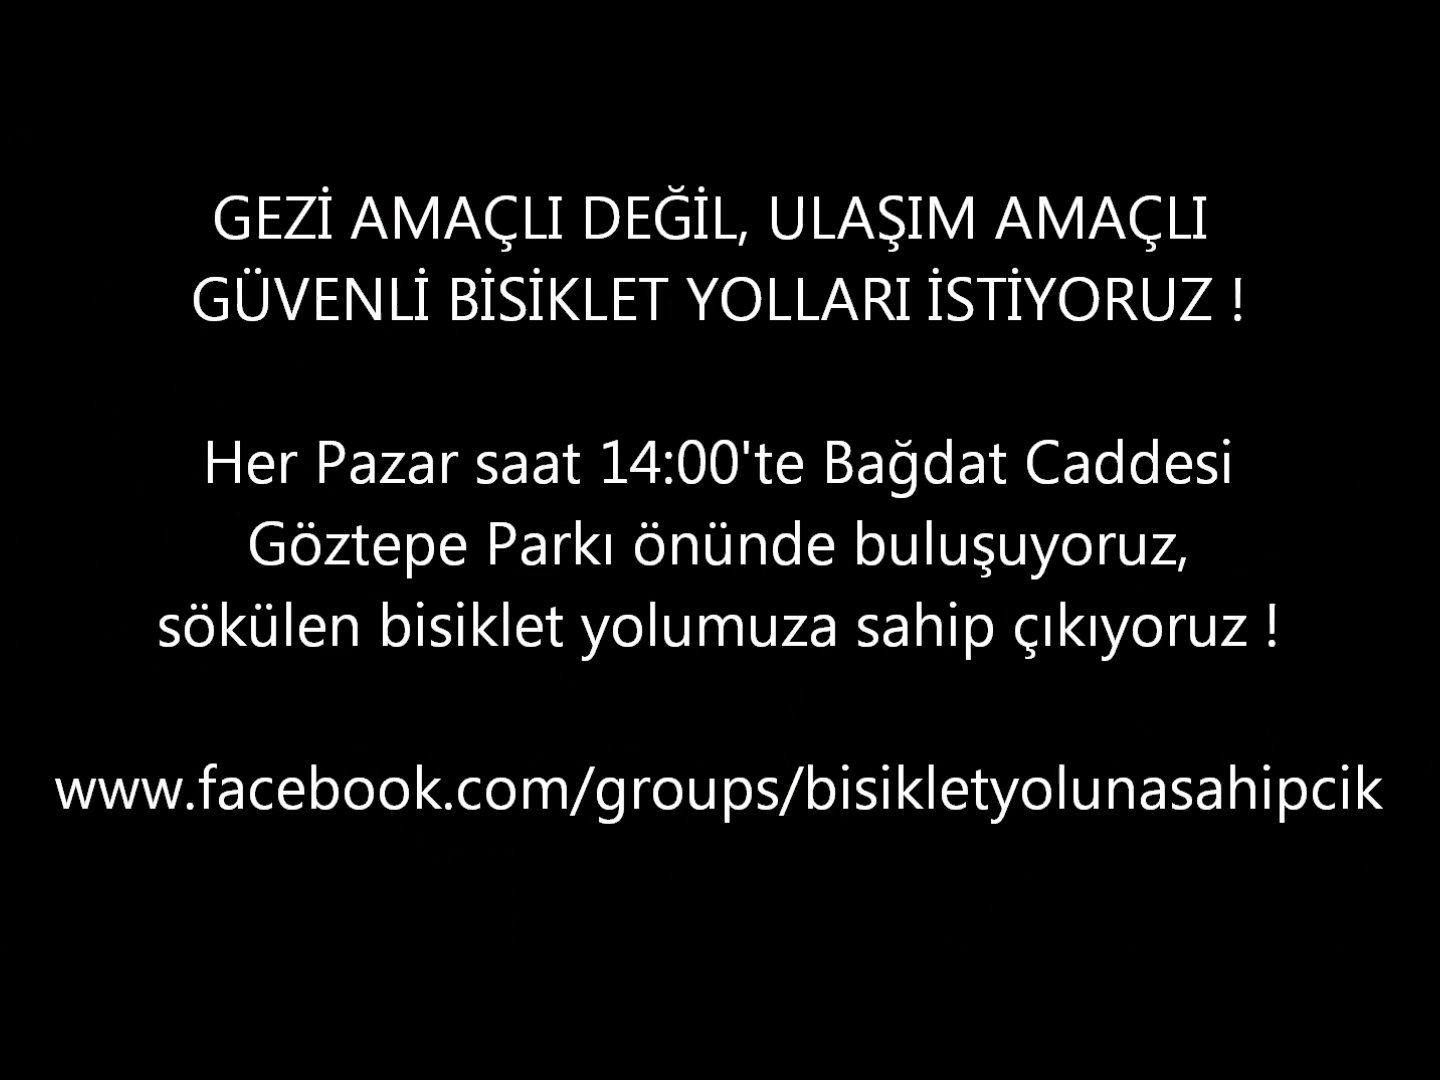 GEZİ AMAÇLI DEĞİL, ULAŞIM AMAÇLI
GÜVENLİ BİSİKLET YOLLARI İSTİYORUZ !
Her Pazar saat 14:00'te Bağdat Caddesi
Göztepe Parkı önünde buluşuyoruz,
sökülen bisiklet yolumuza sahip çıkıyoruz !
www.facebook.com/groups/bisikletyolunasahipcik